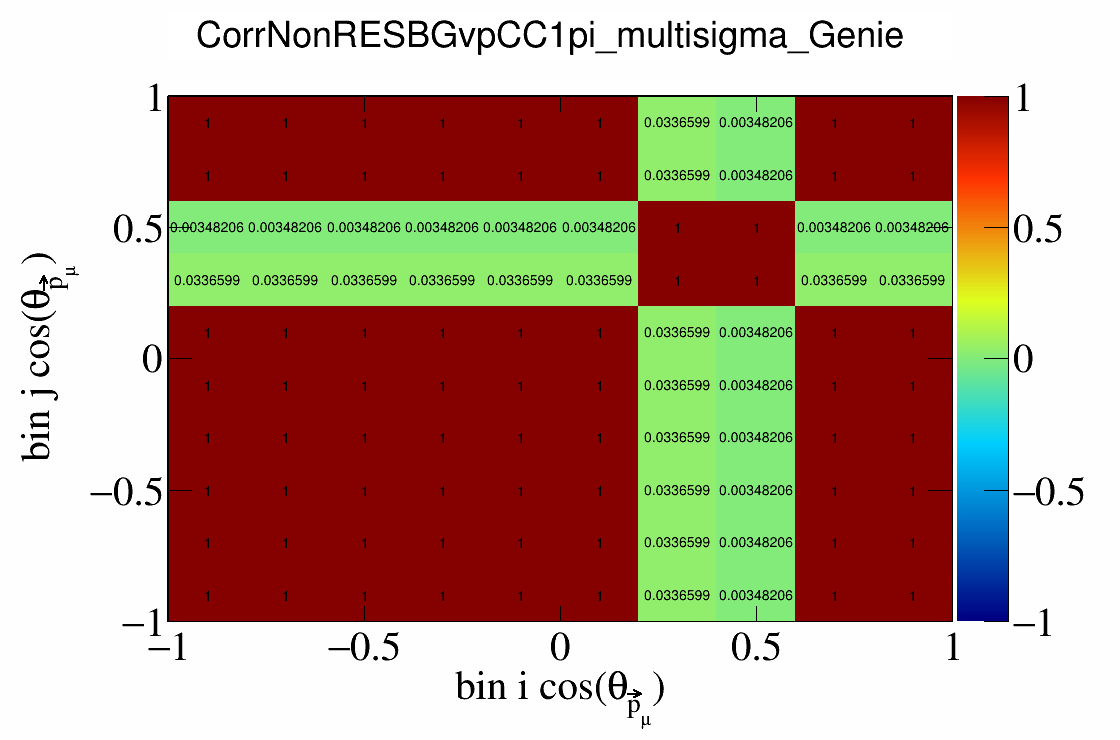 CorrNonRESBGvpCC1pi_multisigma_Genie
1 1 1 1 1 1 1 0.0336599 0.00348206 1 1 1
1 1 1 1 1 1 0.0336599 0.00348206 1 1
0.5 0.00348206 0.00348206 0.00348206 0.00348206 0.00348206 0.00348206 1 1 0.00348206 0.00348206 0.5
0.0336599 0.0336599 0.0336599 0.0336599 0.0336599 0.0336599 1 1 0.0336599 0.0336599
1 1 1 1 1 1 0.0336599 0.00348206 1 1
0 0
1 1 1 1 1 1 0.0336599 0.00348206 1 1
1 1 1 1 1 1 0.0336599 0.00348206 1 1
−0.5 1 1 1 1 1 1 0.0336599 0.00348206 1 1 −0.5
1 1 1 1 1 1 0.0336599 0.00348206 1 1
1 1 1 1 1 1 0.0336599 0.00348206 1 1
−1 −1
−1 −0.5 0 0.5 1
bin i cos(θp⃗μ)
bin j cos(θp⃗μ)